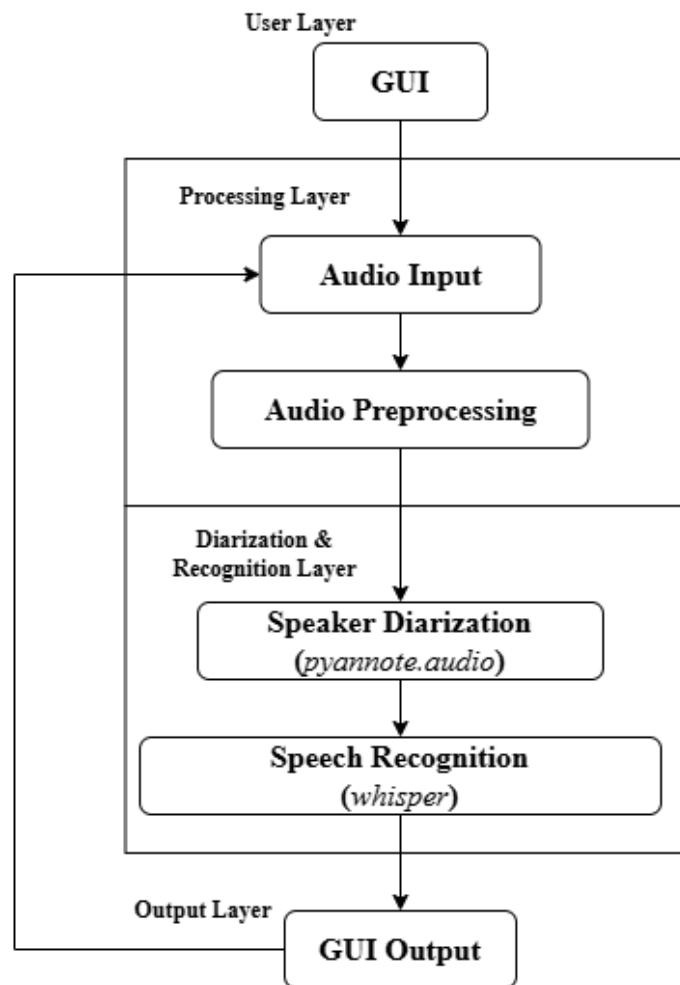 User Layer
GUI
Processing Layer
Audio Input
Audio Preprocessing
Diarization &
Recognition Layer
Speaker Diarization
(pyannote.audio)
Speech Recognition
(whisper)
Output Layer
GUI Output